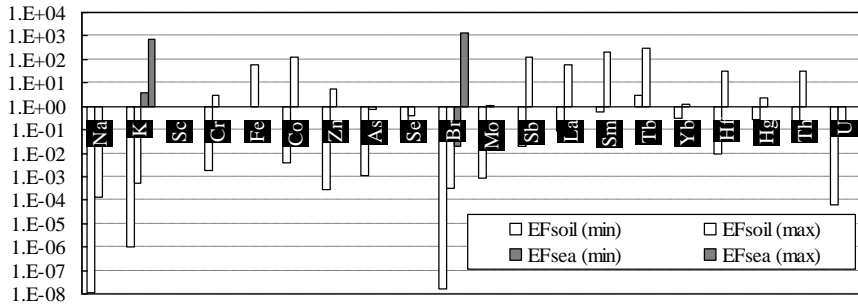 1.E+04
1.E+03
1.E+02
1.E+01
1.E+00
1.E-01
1.E-02
1.E-03
1.E-04
1.E-05
1.E-06
1.E-07
1.E-08
Na K Sc Cr Fe Co Zn As Se Br Mo Sb La Sm Tb Yb Hf Hg Th U
EFsoil (min) EFsoil (max)
EFsea (min) EFsea (max)